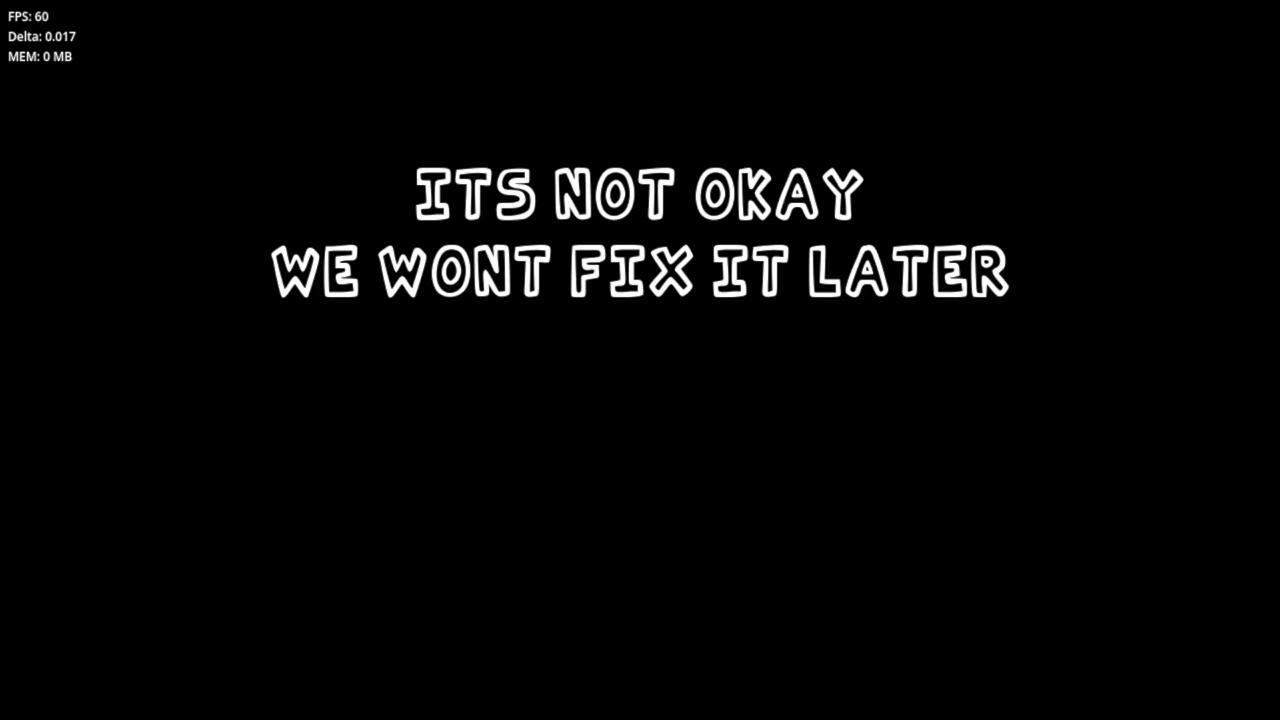 FPS: 60
Delta: 0.017
MEM: 0 MB
ITS NOT OKAY
WE WONT FIX IT LATER